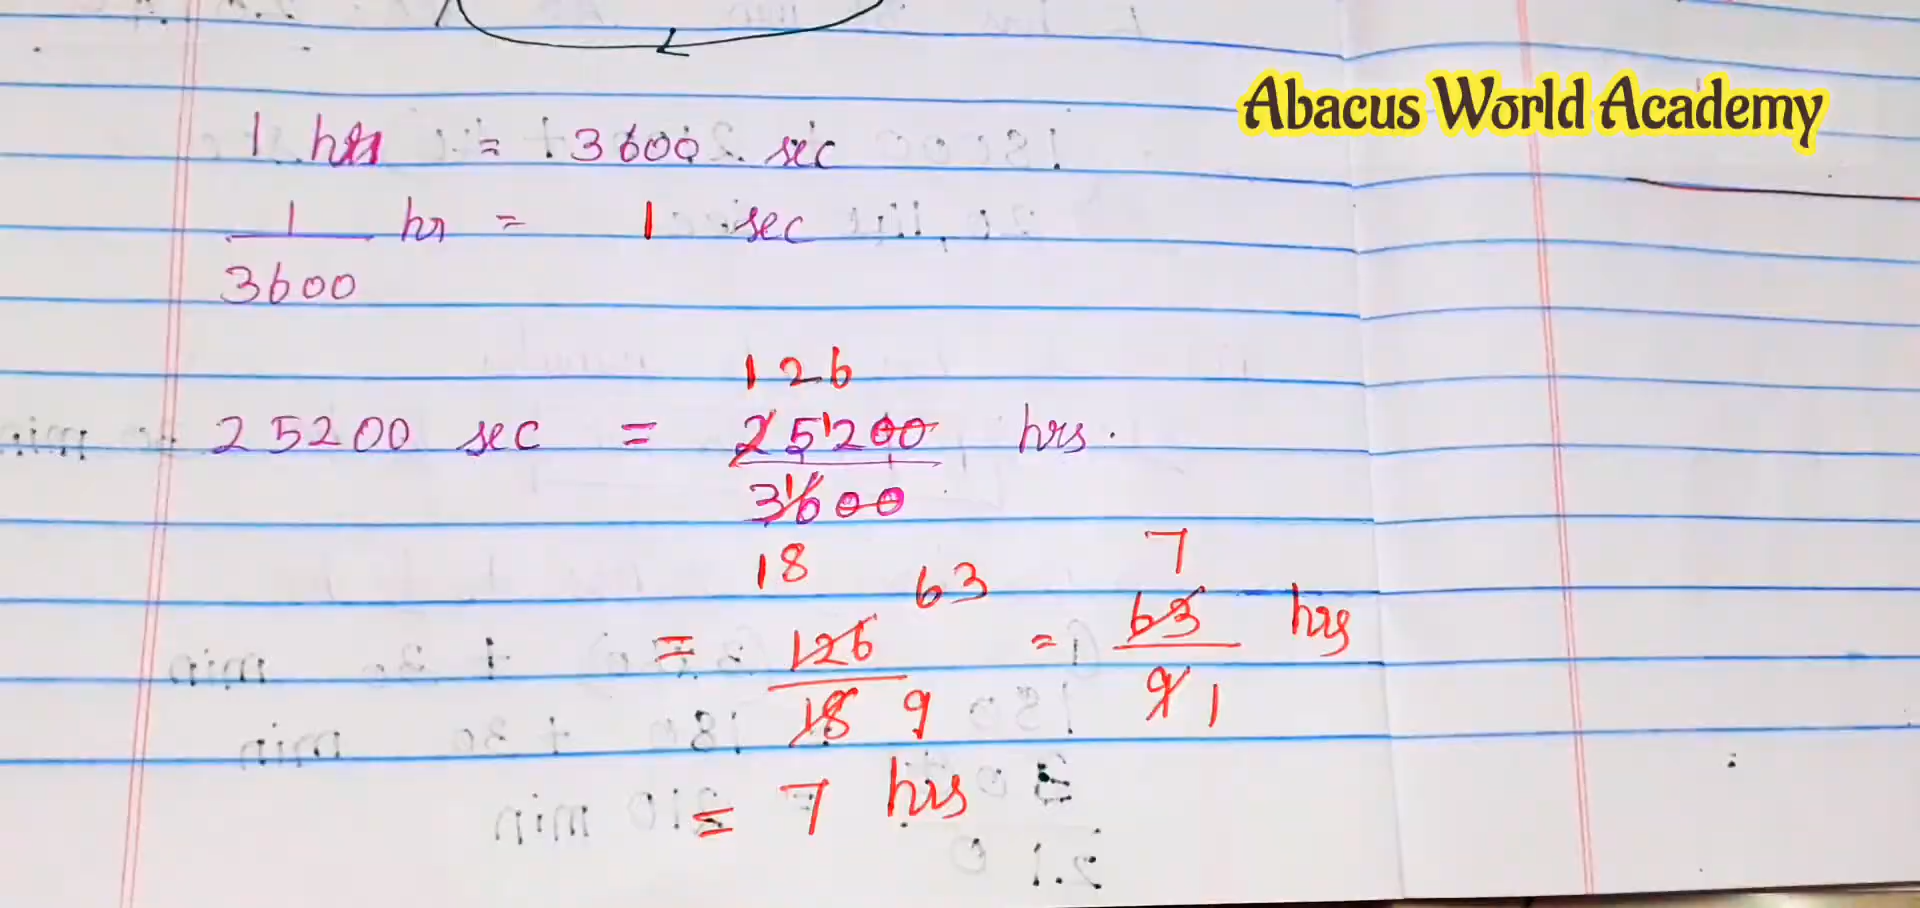 Abacus World Academy
1 hrs = 3600 sec
1 hr = 1 sec
3600
126
25200 sec = 25200 hrs.
3600
18
63 7
= 126 = 63 hrs
18 9 9 1
= 7 hrs